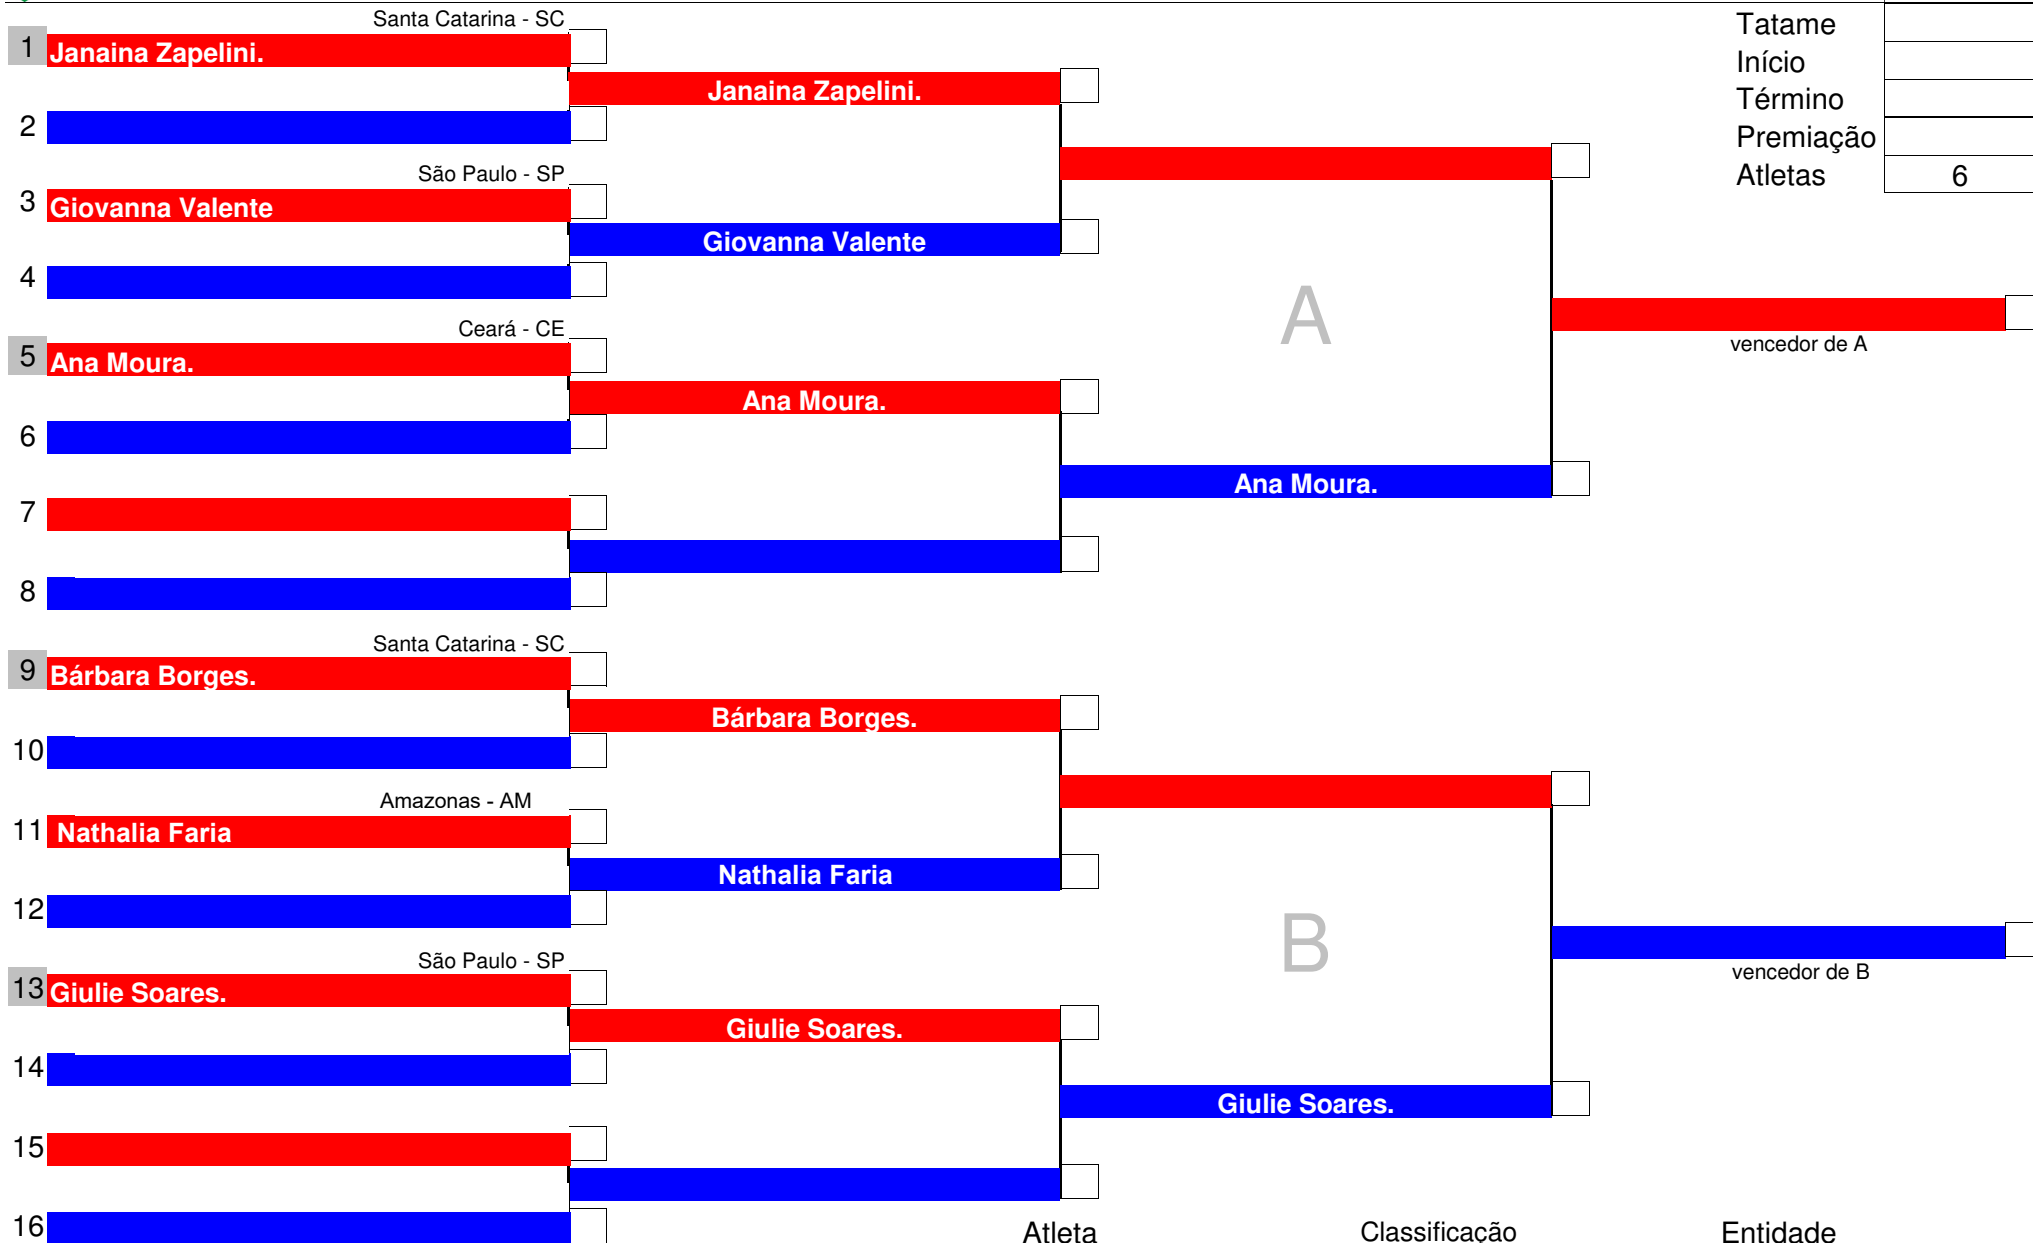 Santa Catarina - SC
Tatame
1 Janaina Zapelini.
Início
Janaina Zapelini.
Término
2
Premiação
São Paulo - SP
Atletas 6
3 Giovanna Valente
Giovanna Valente
4
A
Ceará - CE
vencedor de A
5 Ana Moura.
Ana Moura.
6
Ana Moura.
7
8
Santa Catarina - SC
9 Bárbara Borges.
Bárbara Borges.
10
Amazonas - AM
11 Nathalia Faria
Nathalia Faria
12
B
São Paulo - SP
vencedor de B
13 Giulie Soares.
Giulie Soares.
14
Giulie Soares.
15
16
Atleta Classificação Entidade